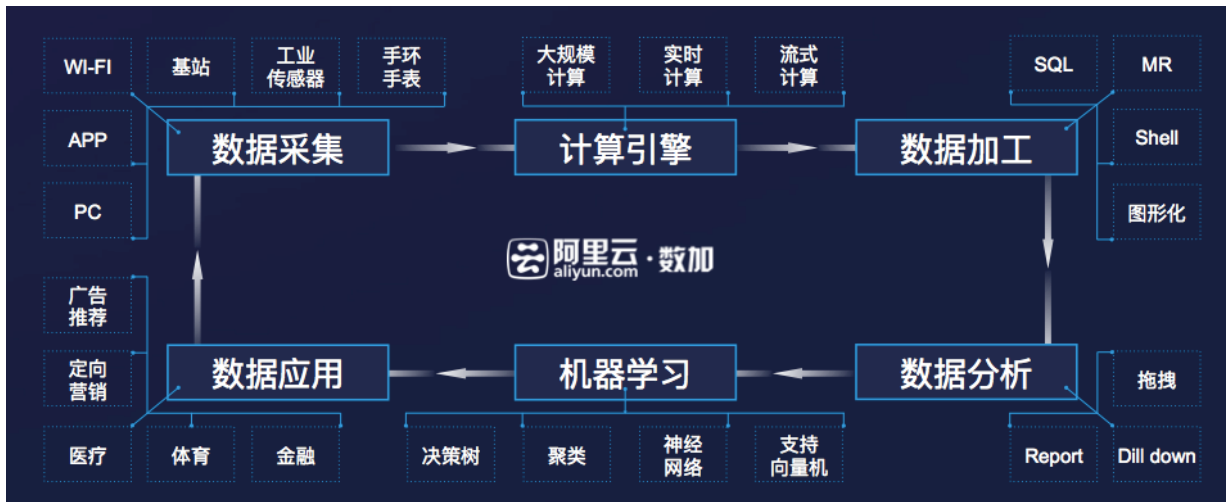 WI-FI
基站
工业
传感器
手环
手表
大规模
计算
实时
计算
流式
计算
SQL
MR
APP
数据采集
计算引擎
数据加工
Shell
PC
图形化
阿里云·数加
aliyun.com
广告
推荐
定向
营销
数据应用
机器学习
数据分析
拖拽
医疗
体育
金融
决策树
聚类
神经
网络
支持
向量机
Report
Dill down